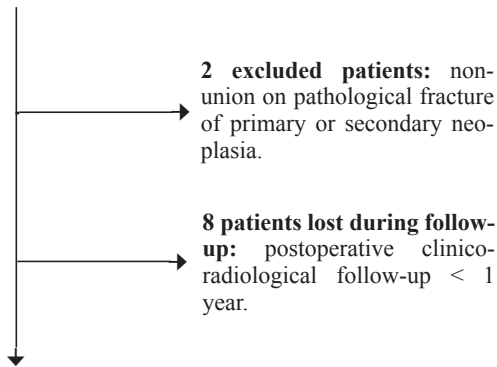 2 excluded patients: non-
union on pathological fracture
of primary or secondary neo-
plasia.
8 patients lost during follow-
up: postoperative clinico-
radiological follow-up < 1
year.